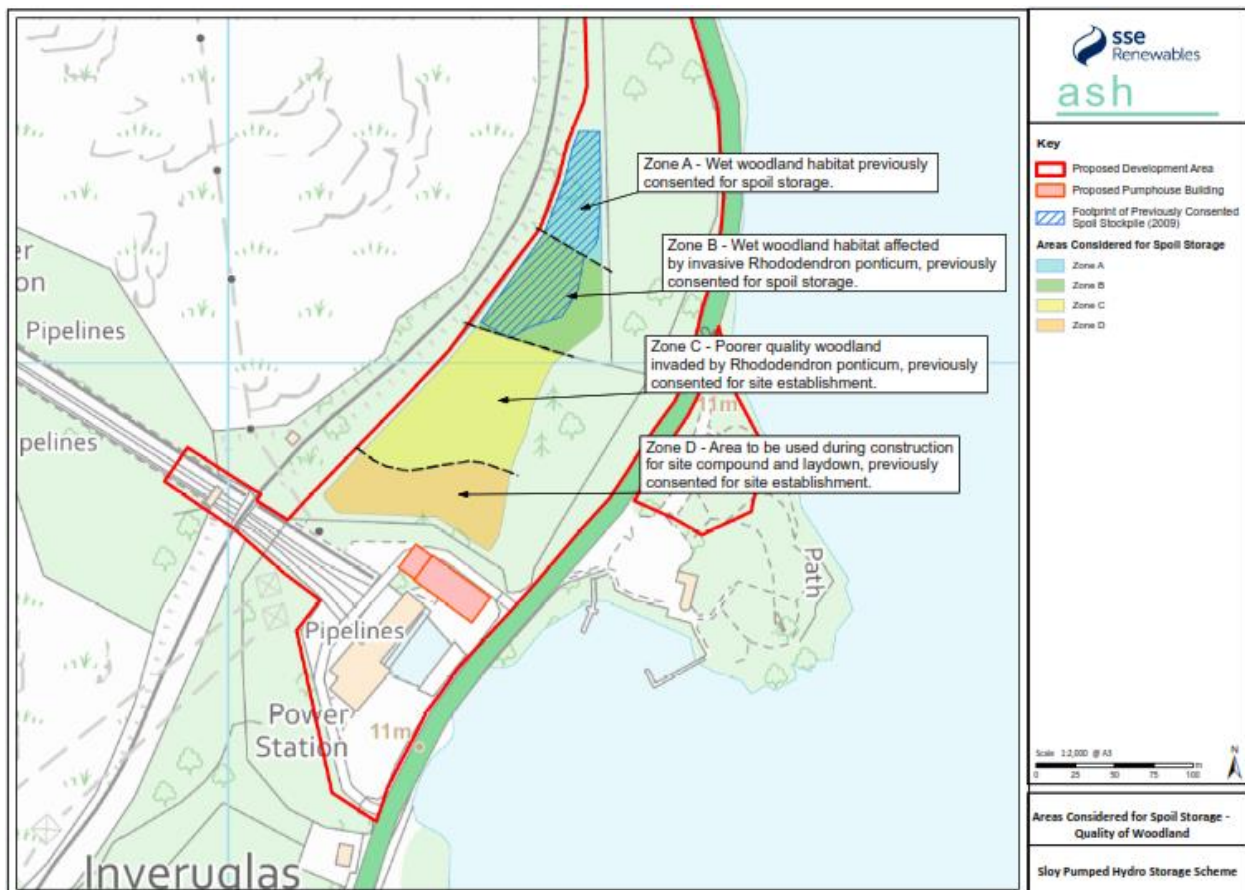 sse
Renewables
ash
Key
Proposed Development Area
Proposed Pumphouse Building
Footprint of Previously Consented
Spoil Stockpile (2009)
Areas Considered for Spoil Storage
Zone A
Zone B
Zone C
Zone D
Zone A - Wet woodland habitat previously
consented for spoil storage.
Zone B - Wet woodland habitat affected
by invasive Rhododendron ponticum, previously
consented for spoil storage.
Zone C - Poorer quality woodland
invaded by Rhododendron ponticum, previously
consented for site establishment.
11m
Zone D - Area to be used during construction
for site compound and laydown, previously
consented for site establishment.
er
on
Pipelines
pelines
Path
Pipelines
Power
Station
11m
Inveruglas
Scale 1:2,000 @ A3
0 25 50 75 100 m
N
Areas Considered for Spoil Storage -
Quality of Woodland
Sloy Pumped Hydro Storage Scheme